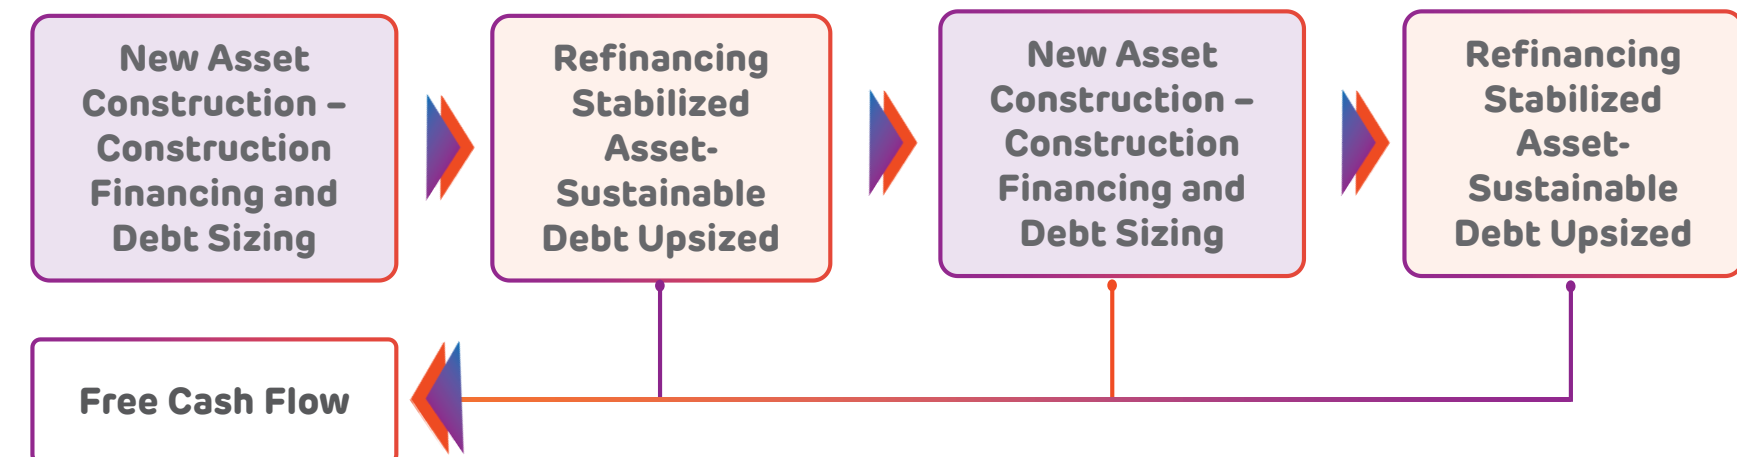 New Asset
Construction –
Construction
Financing and
Debt Sizing
Refinancing
Stabilized
Asset-
Sustainable
Debt Upsized
New Asset
Construction –
Construction
Financing and
Debt Sizing
Refinancing
Stabilized
Asset-
Sustainable
Debt Upsized
Free Cash Flow